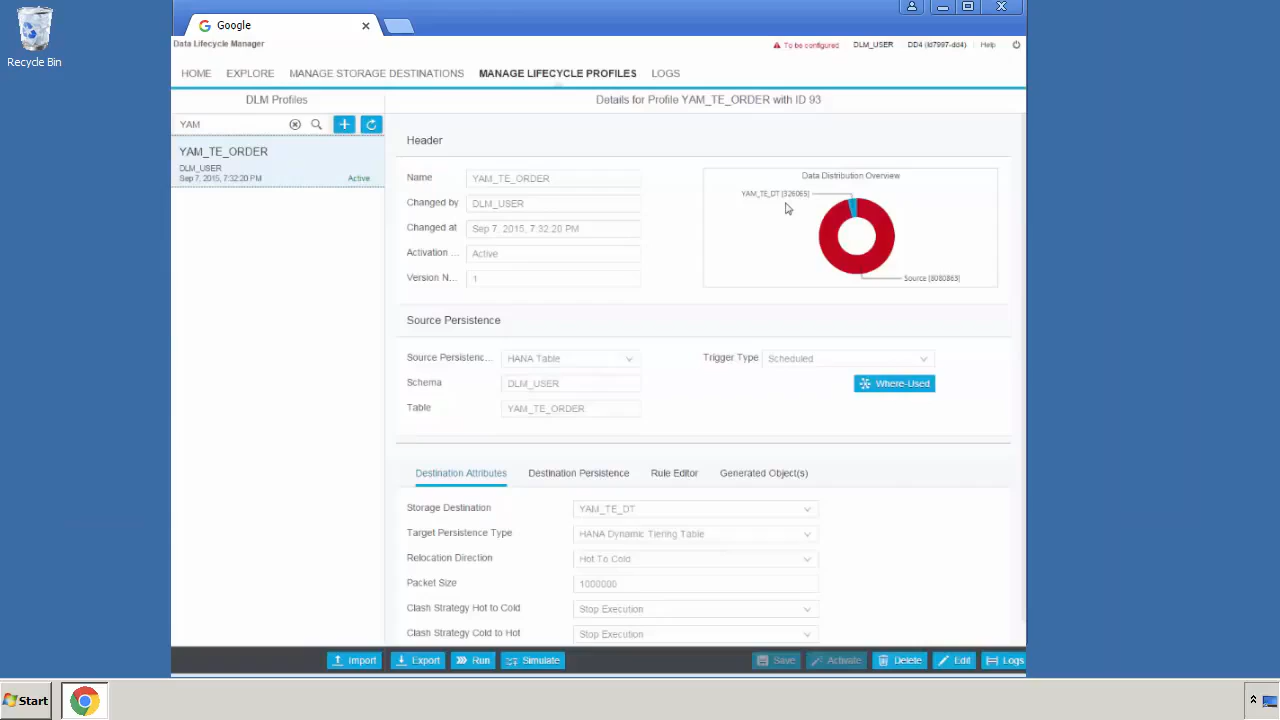 Recycle Bin
Google
Data Lifecycle Manager
To be configured DLM_USER DD4 (ld7997-dd4) Help
HOME EXPLORE MANAGE STORAGE DESTINATIONS MANAGE LIFECYCLE PROFILES LOGS
DLM Profiles
Details for Profile YAM_TE_ORDER with ID 93
YAM
YAM_TE_ORDER
DLM_USER
Sep 7, 2015, 7:32:20 PM Active
Header
Name YAM_TE_ORDER
Changed by DLM_USER
Changed at Sep 7, 2015, 7.32.20 PM
Activation ... Active
Version N... 1
Data Distribution Overview
YAM_TE_DT [326065]
Source [8080863]
Source Persistence
Source Persistenc... HANA Table
Trigger Type Scheduled
Schema DLM_USER
Where-Used
Table YAM_TE_ORDER
Destination Attributes Destination Persistence Rule Editor Generated Object(s)
Storage Destination YAM_TE_DT
Target Persistence Type HANA Dynamic Tiering Table
Relocation Direction Hot To Cold
Packet Size 1000000
Clash Strategy Hot to Cold Stop Execution
Clash Strategy Cold to Hot Stop Execution
Import Export Run Simulate Save Activate Delete Edit Logs
Start